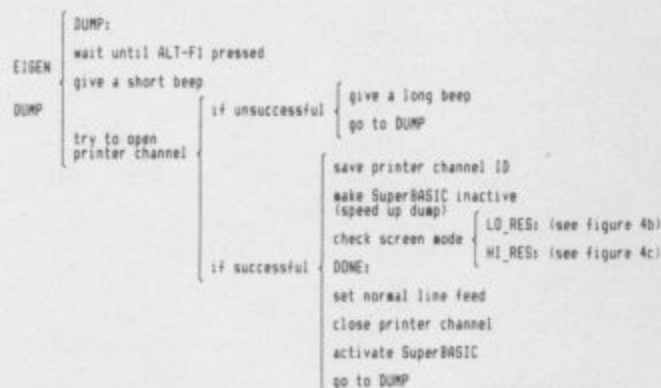 DUMP:
wait until ALT-F1 pressed
EIGEN
give a short beep
DUMP
try to open
printer channel
if unsuccessful
give a long beep
go to DUMP
if successful
save printer channel ID
make SuperBASIC inactive
(speed up dump)
check screen mode
LO_RES: (see figure 4b)
HI_RES: (see figure 4c)
DONE:
set normal line feed
close printer channel
activate SuperBASIC
go to DUMP